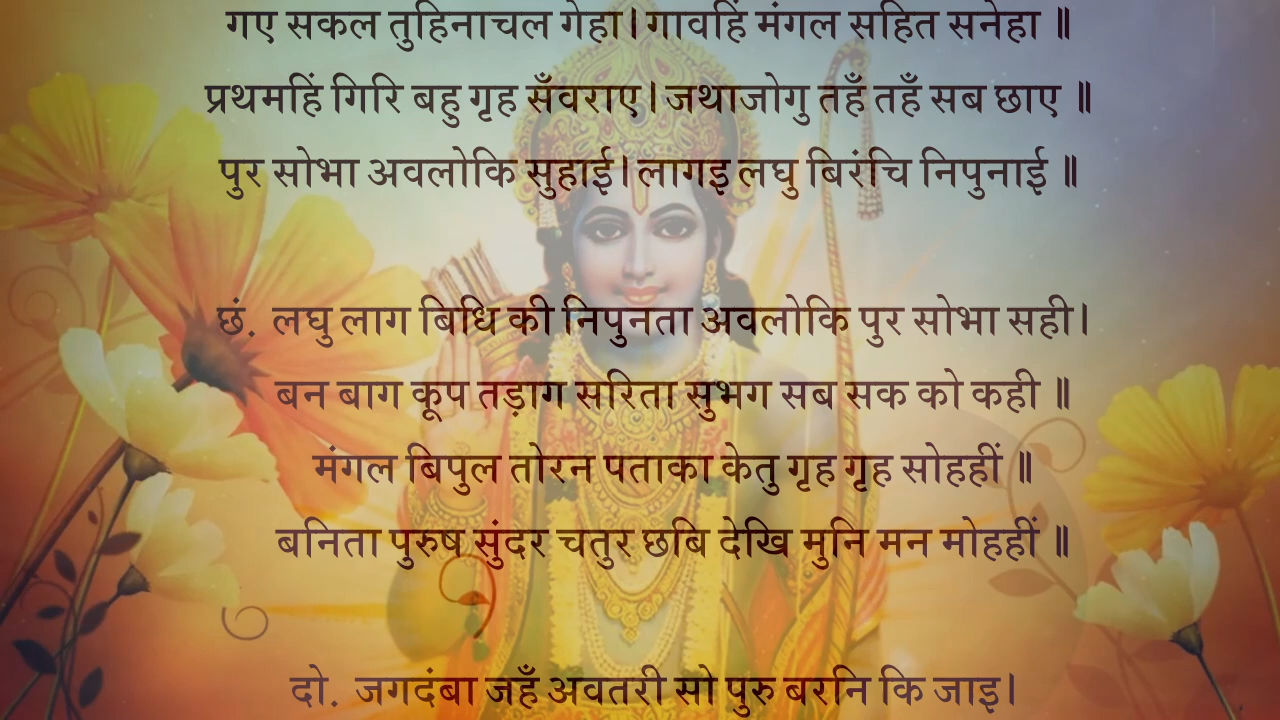 गए सकल तुहिनाचल गेहा। गावहिं मंगल सहित सनेहा ॥
प्रथमहिं गिरि बहु गृह सँवराए। जथाजोगु तहँ तहँ सब छाए ॥
पुर सोभा अवलोकि सुहाई। लागइ लघु बिरंचि निपुनाई ॥
छं. लघु लाग बिधि की निपुनता अवलोकि पुर सोभा सही।
बन बाग कूप तड़ाग सरिता सुभग सब सक को कही ॥
मंगल बिपुल तोरन पताका केतु गृह गृह सोहहीं ॥
बनिता पुरुष सुंदर चतुर छबि देखि मुनि मन मोहहीं ॥
दो. जगदंबा जहँ अवतरी सो पुरु बरनि कि जाइ।